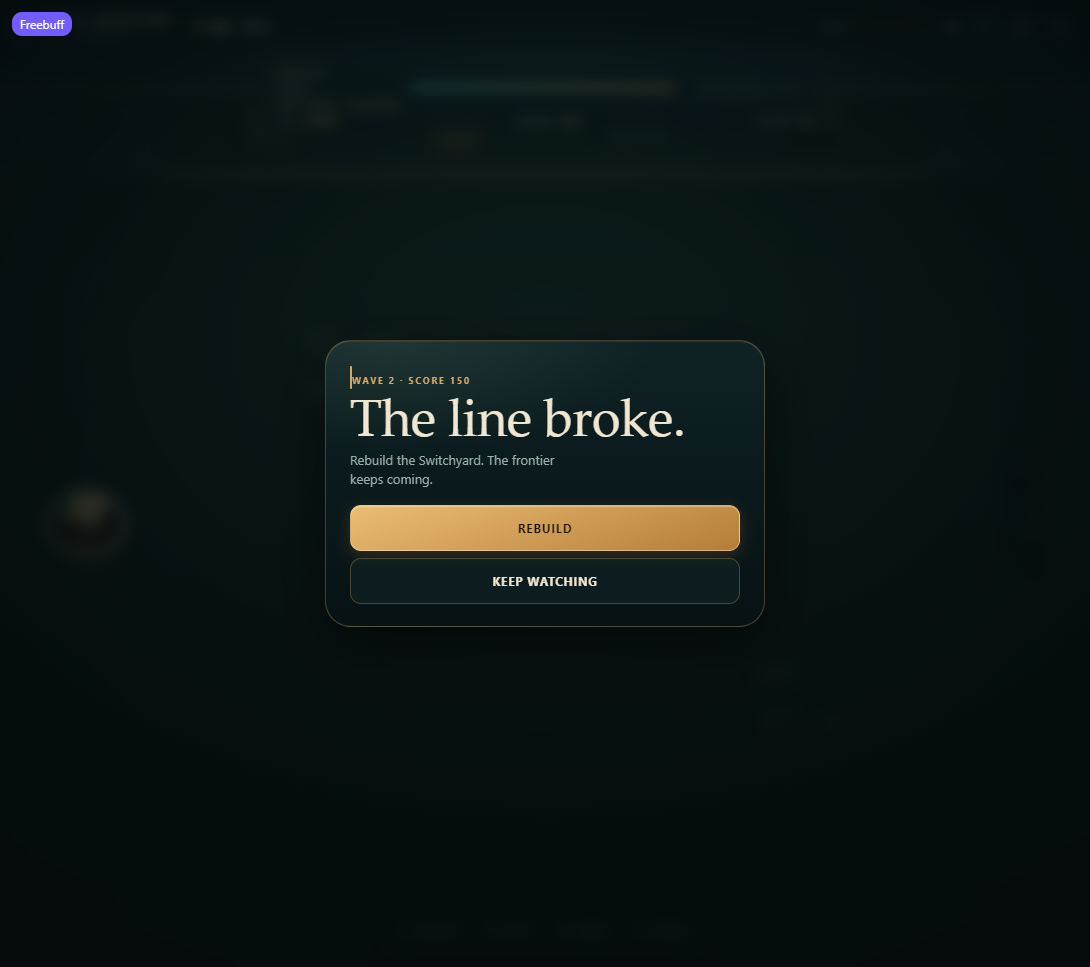 Freebuff
WAVE 2 · SCORE 150
The line broke.
Rebuild the Switchyard. The frontier
keeps coming.
REBUILD
KEEP WATCHING